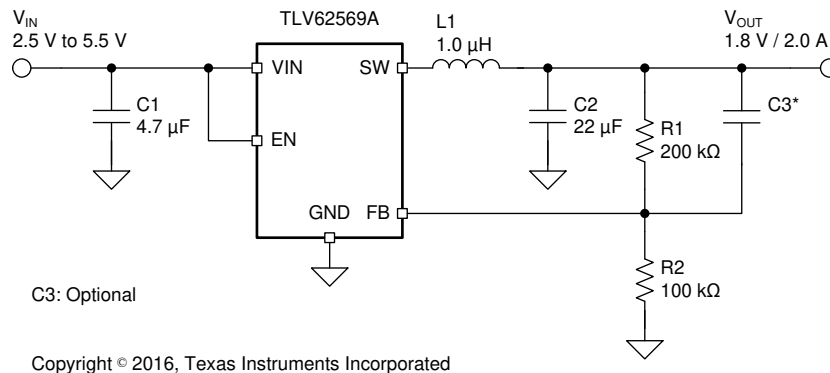 TLV62569A
V_IN
2.5 V to 5.5 V
L1
1.0 µH
V_OUT
1.8 V / 2.0 A
VIN
SW
C1
4.7 µF
C2
22 µF
C3*
EN
R1
200 kΩ
GND
FB
R2
100 kΩ
C3: Optional
Copyright © 2016, Texas Instruments Incorporated